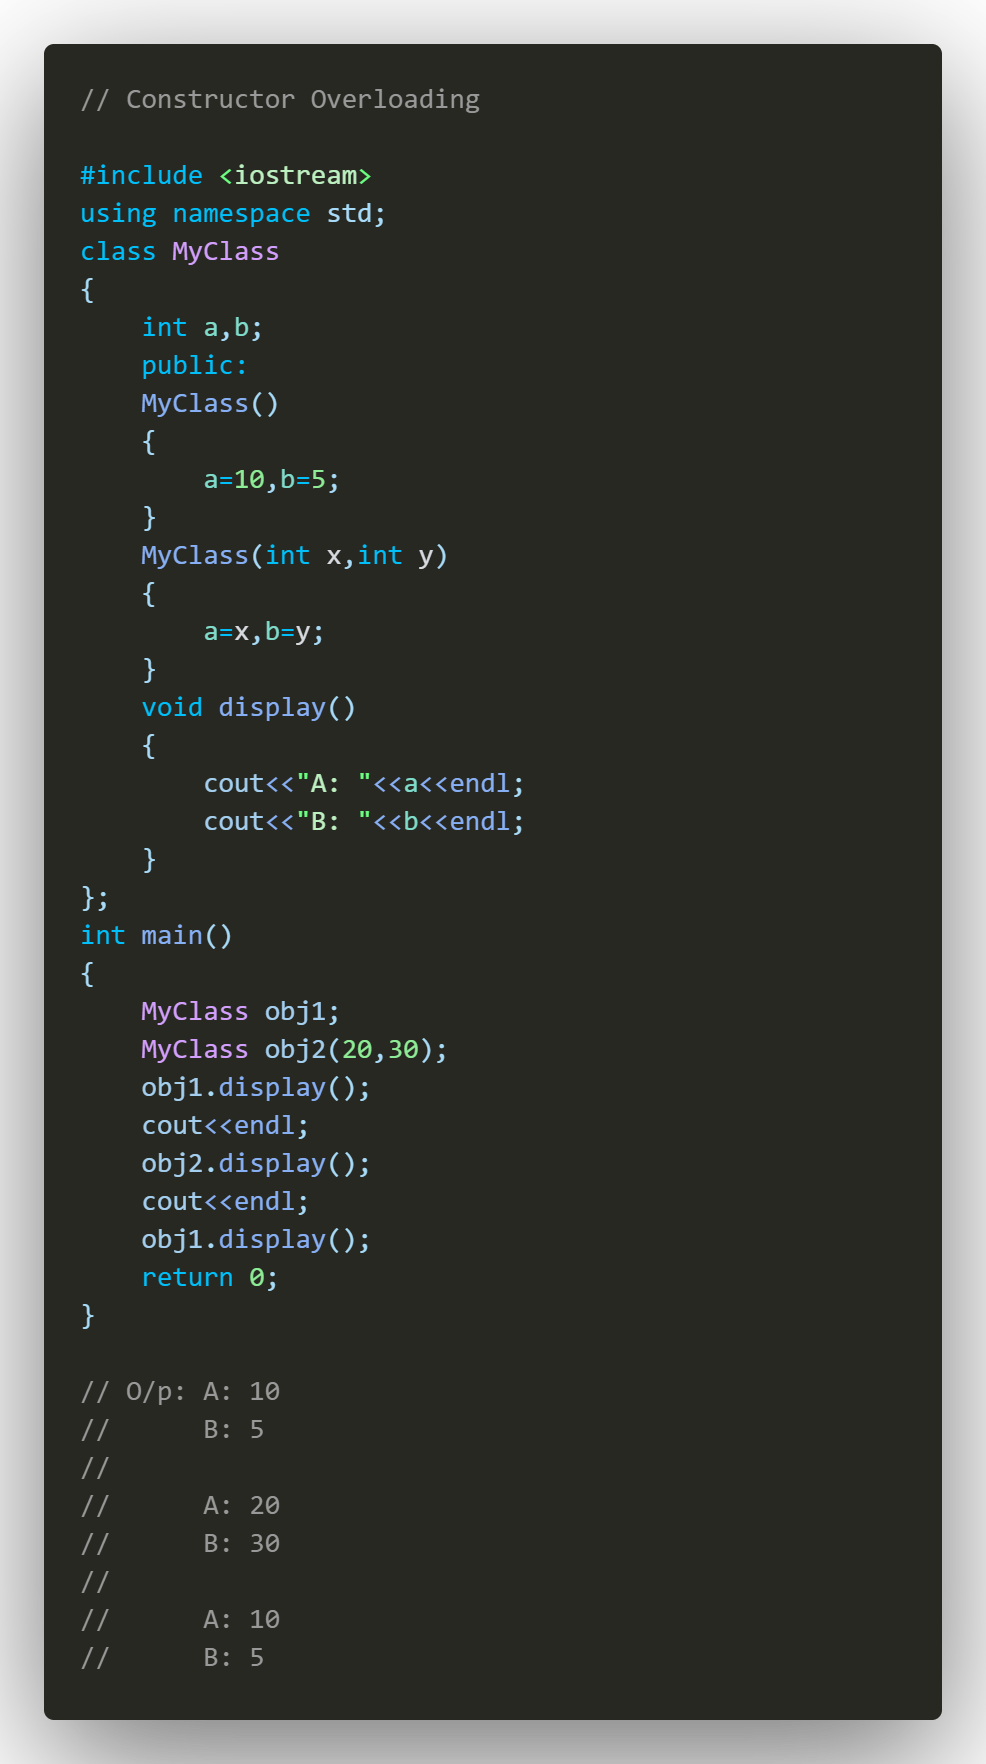 // Constructor Overloading

#include <iostream>
using namespace std;
class MyClass
{
    int a,b;
    public:
    MyClass()
    {
        a=10,b=5;
    }
    MyClass(int x,int y)
    {
        a=x,b=y;
    }
    void display()
    {
        cout<<"A: "<<a<<endl;
        cout<<"B: "<<b<<endl;
    }
};
int main()
{
    MyClass obj1;
    MyClass obj2(20,30);
    obj1.display();
    cout<<endl;
    obj2.display();
    cout<<endl;
    obj1.display();
    return 0;
}

// O/p: A: 10
//      B: 5
//
//      A: 20
//      B: 30
//
//      A: 10
//      B: 5